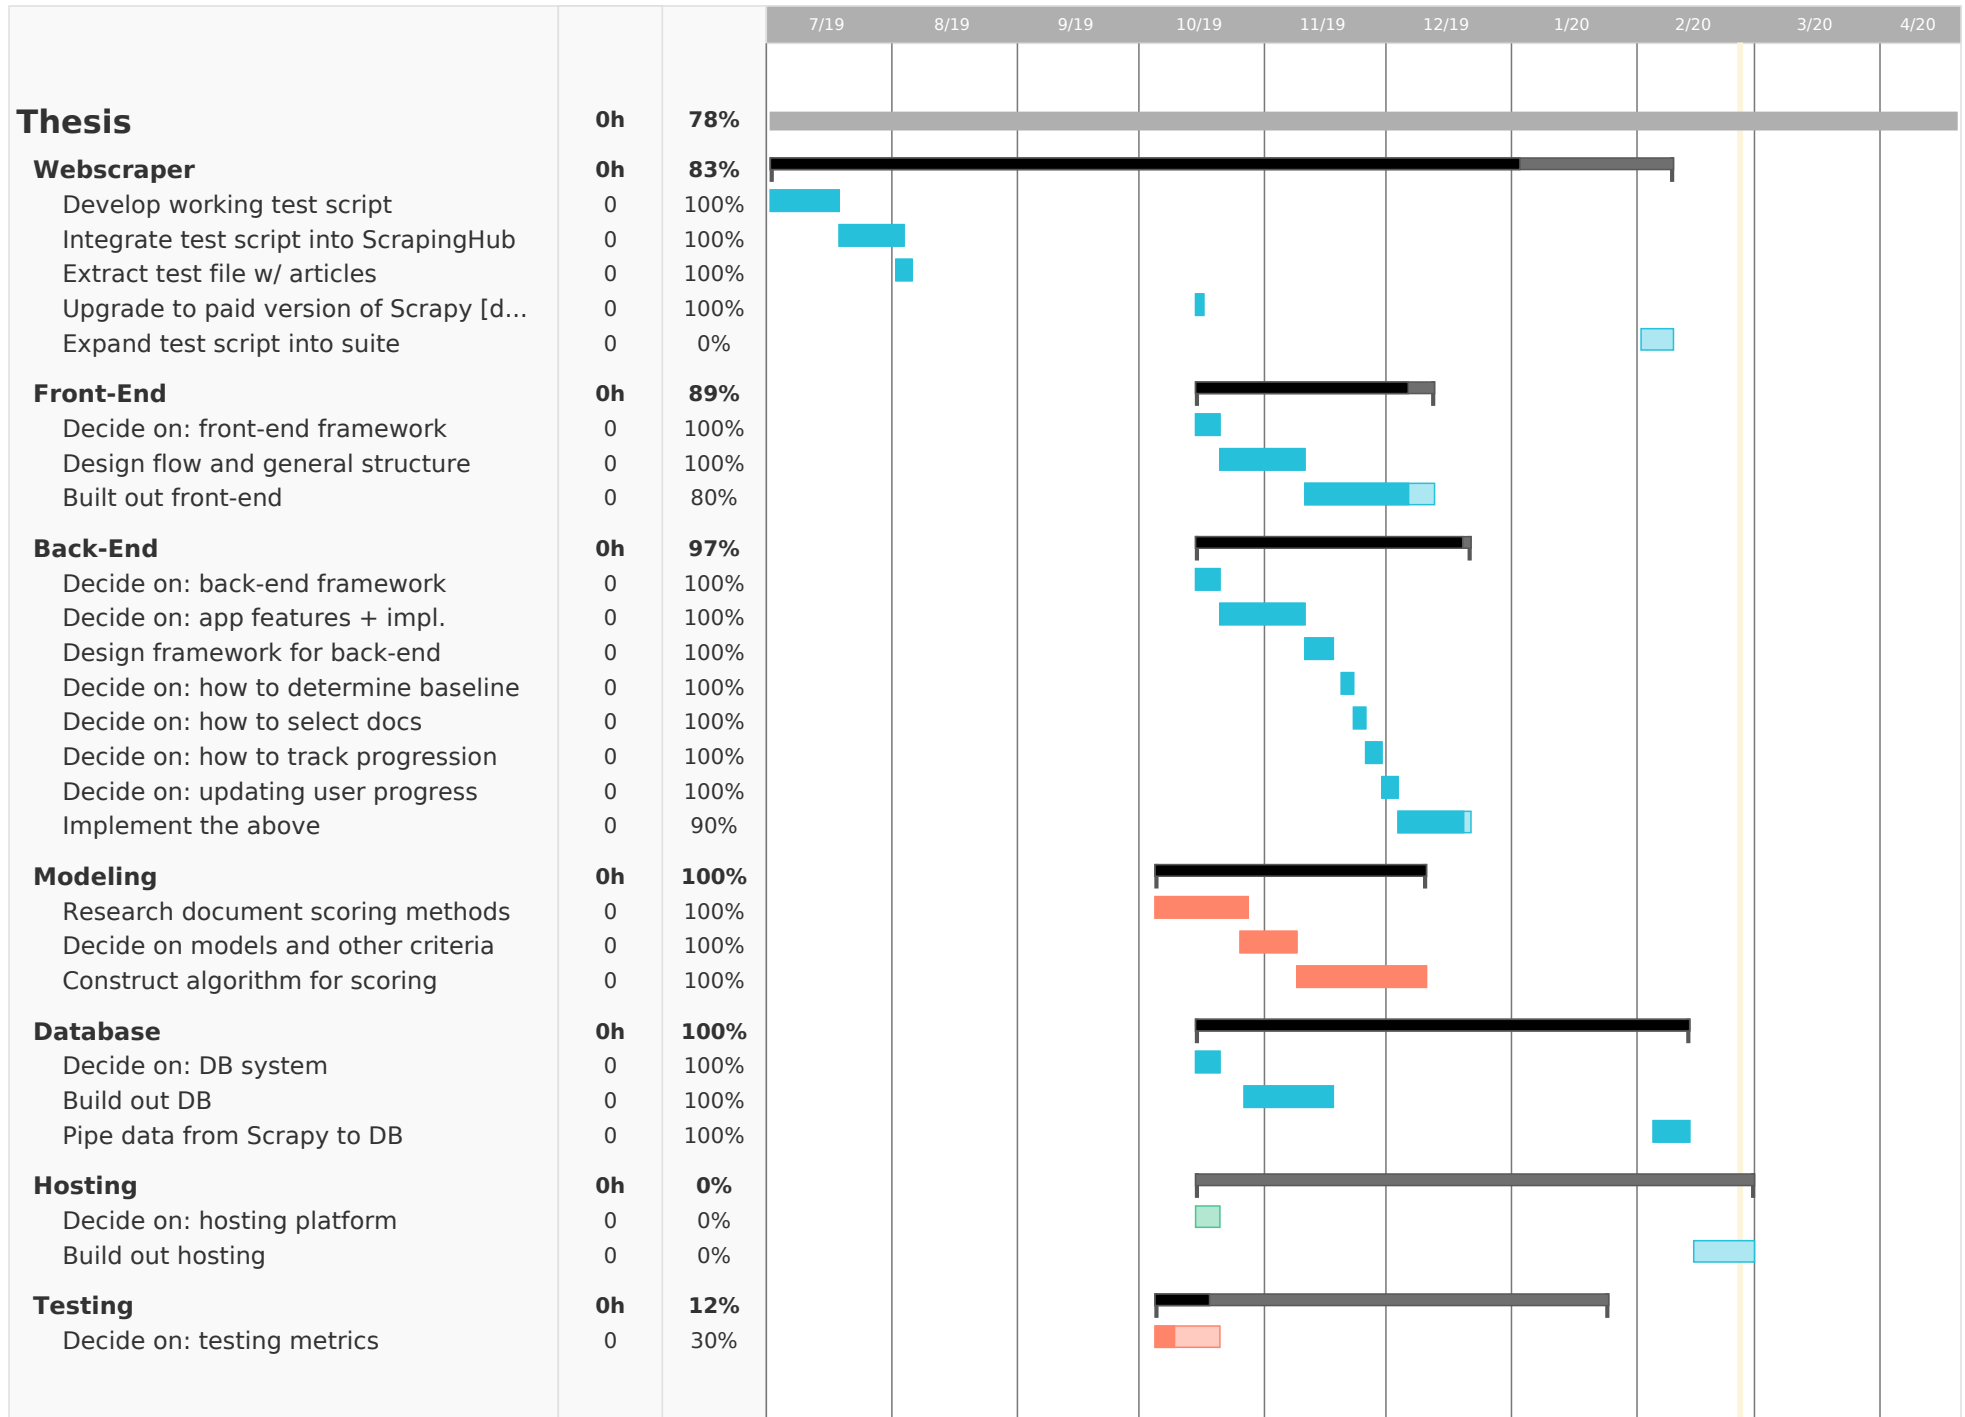 7/19 8/19 9/19 10/19 11/19 12/19 1/20 2/20 3/20 4/20
Thesis 0h 78%
Webscraper 0h 83%
Develop working test script 0 100%
Integrate test script into ScrapingHub 0 100%
Extract test file w/ articles 0 100%
Upgrade to paid version of Scrapy [d... 0 100%
Expand test script into suite 0 0%
Front-End 0h 89%
Decide on: front-end framework 0 100%
Design flow and general structure 0 100%
Built out front-end 0 80%
Back-End 0h 97%
Decide on: back-end framework 0 100%
Decide on: app features + impl. 0 100%
Design framework for back-end 0 100%
Decide on: how to determine baseline 0 100%
Decide on: how to select docs 0 100%
Decide on: how to track progression 0 100%
Decide on: updating user progress 0 100%
Implement the above 0 90%
Modeling 0h 100%
Research document scoring methods 0 100%
Decide on models and other criteria 0 100%
Construct algorithm for scoring 0 100%
Database 0h 100%
Decide on: DB system 0 100%
Build out DB 0 100%
Pipe data from Scrapy to DB 0 100%
Hosting 0h 0%
Decide on: hosting platform 0 0%
Build out hosting 0 0%
Testing 0h 12%
Decide on: testing metrics 0 30%